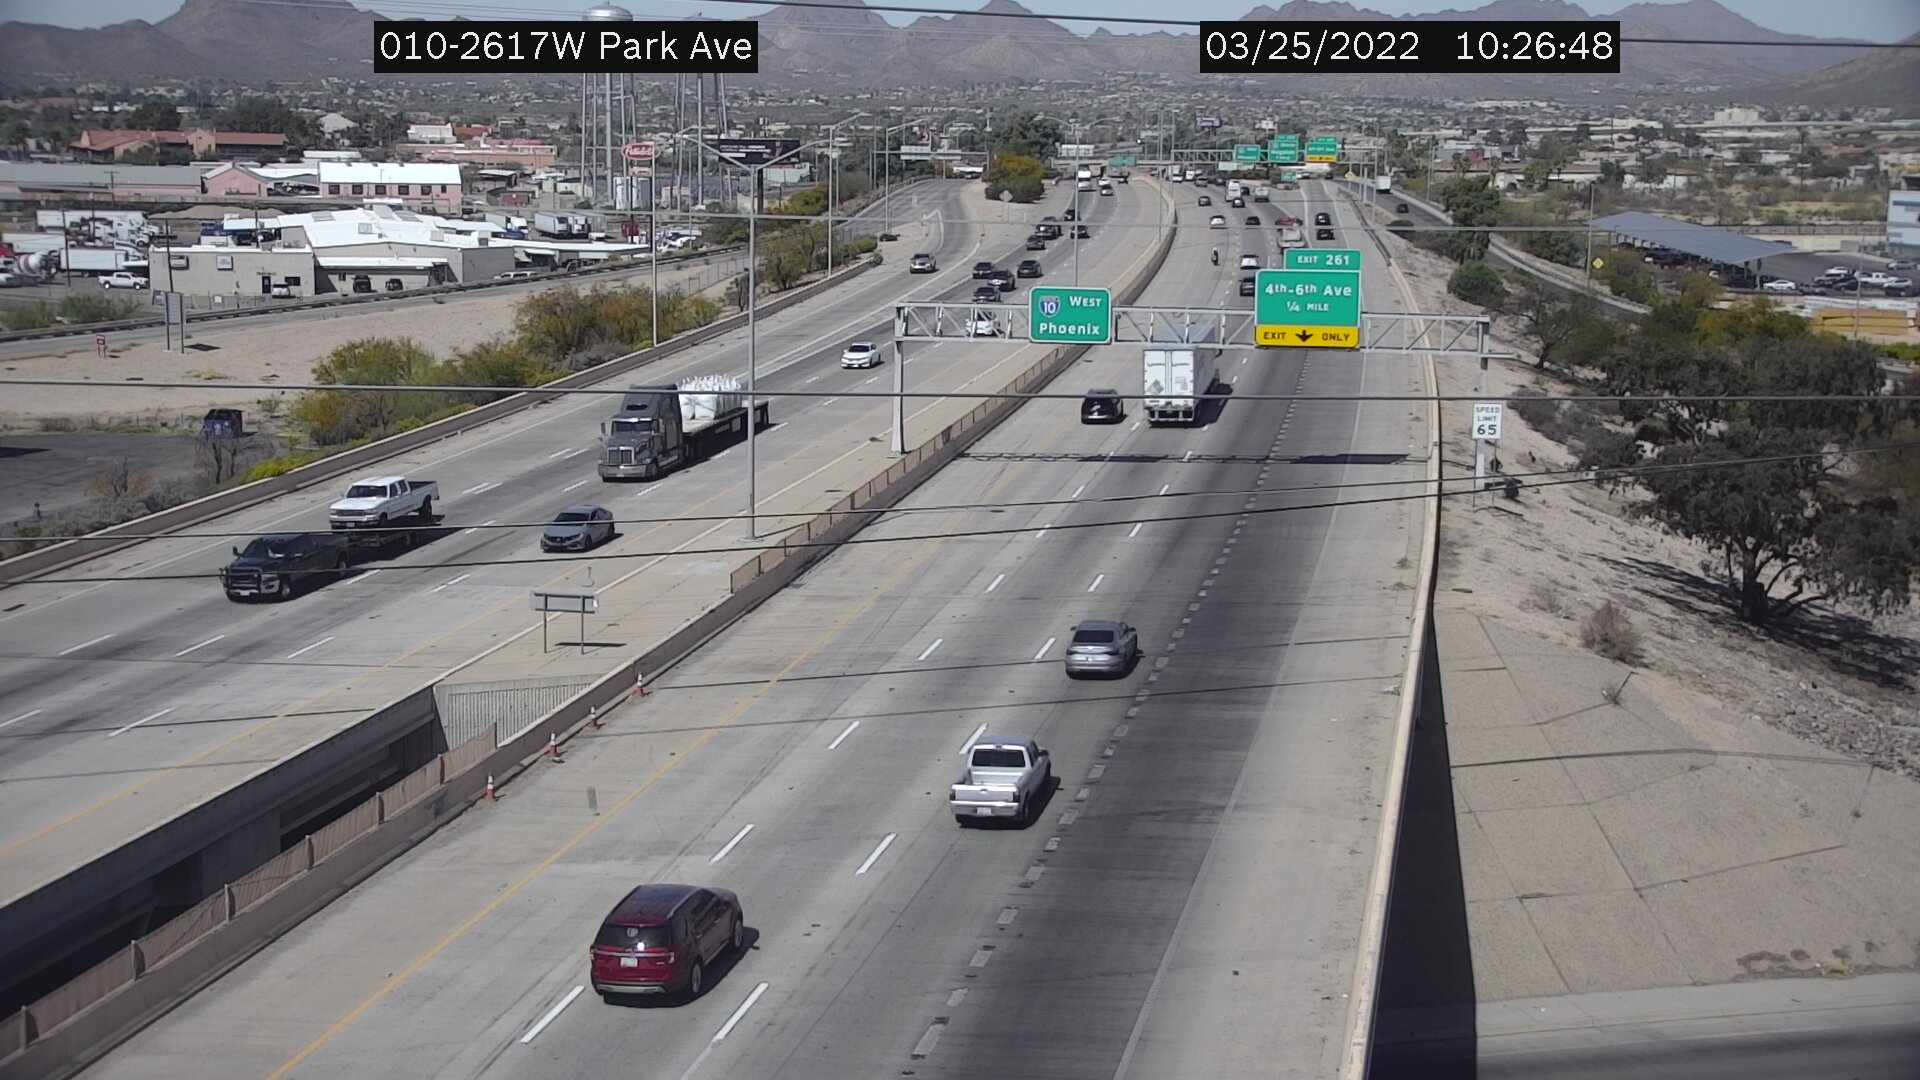 010-2617W Park Ave
03/25/2022 10:26:48
EXIT 261
4th-6th Ave
1/4 MILE
EXIT ONLY
10 WEST
Phoenix
SPEED
LIMIT
65